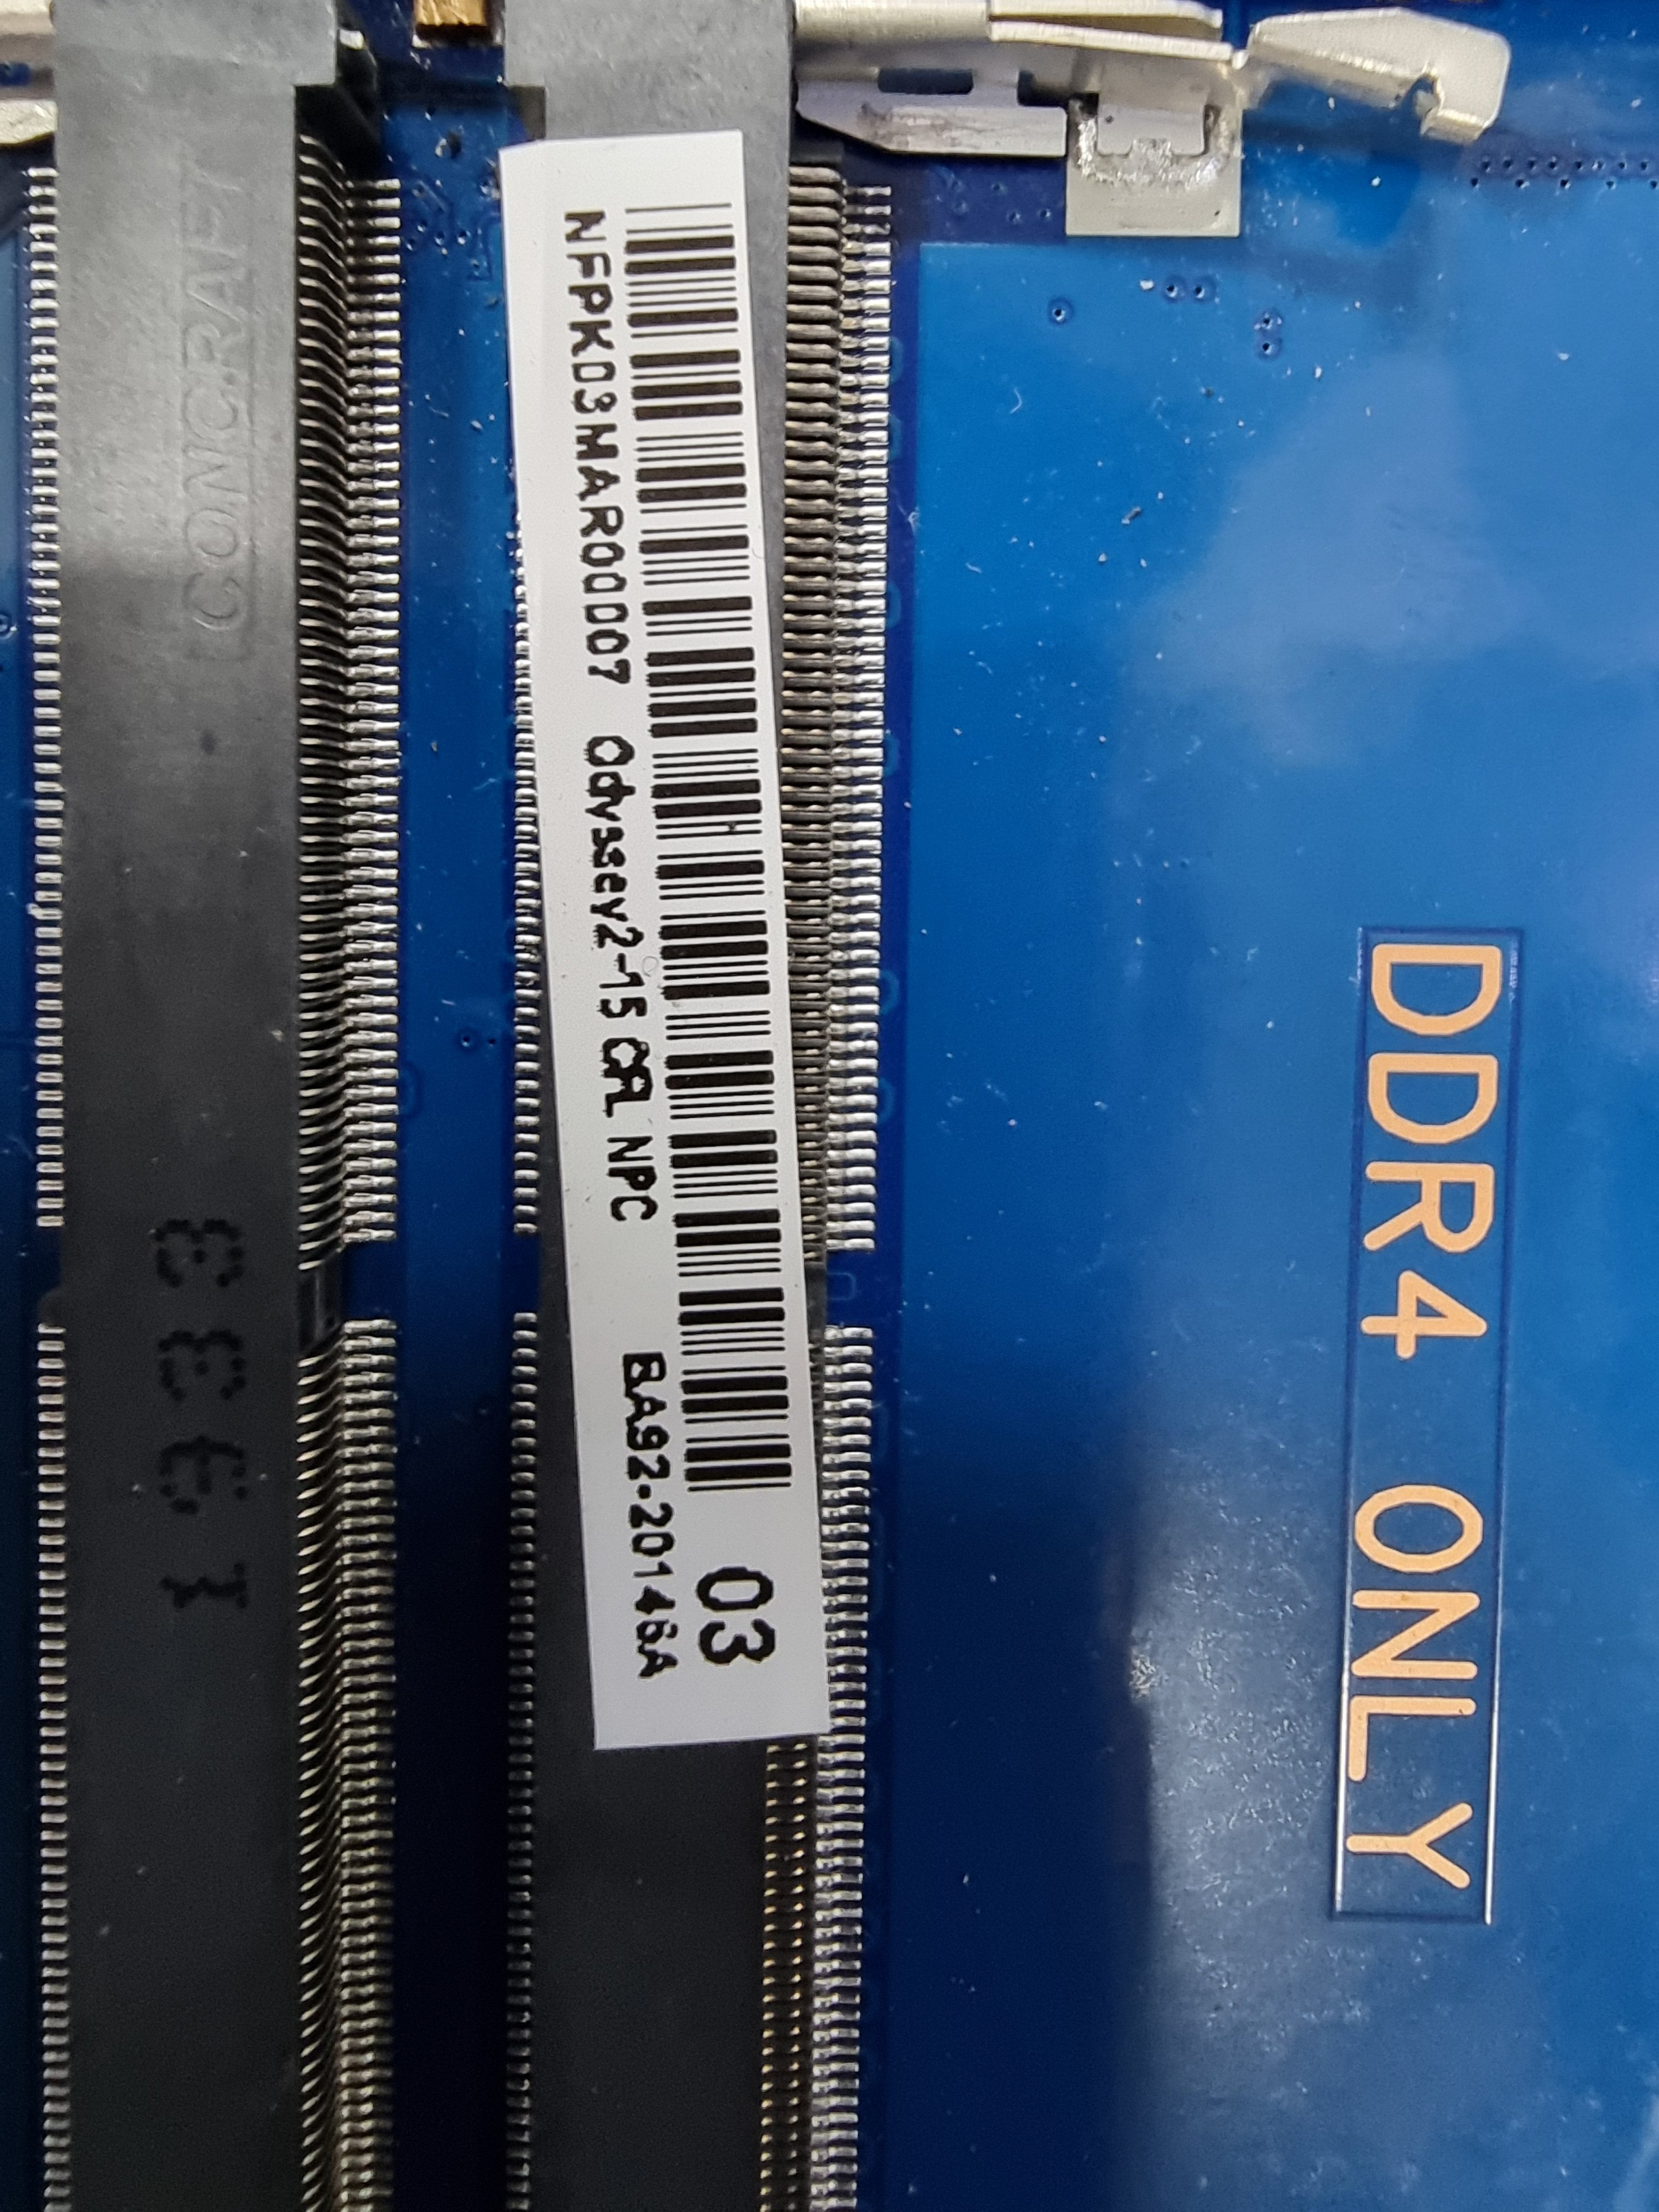 DDR4 ONLY
03
NFPK03MAR00007 Odyssey2-15 CFL NPC BA92-20146A
CONCRAFT